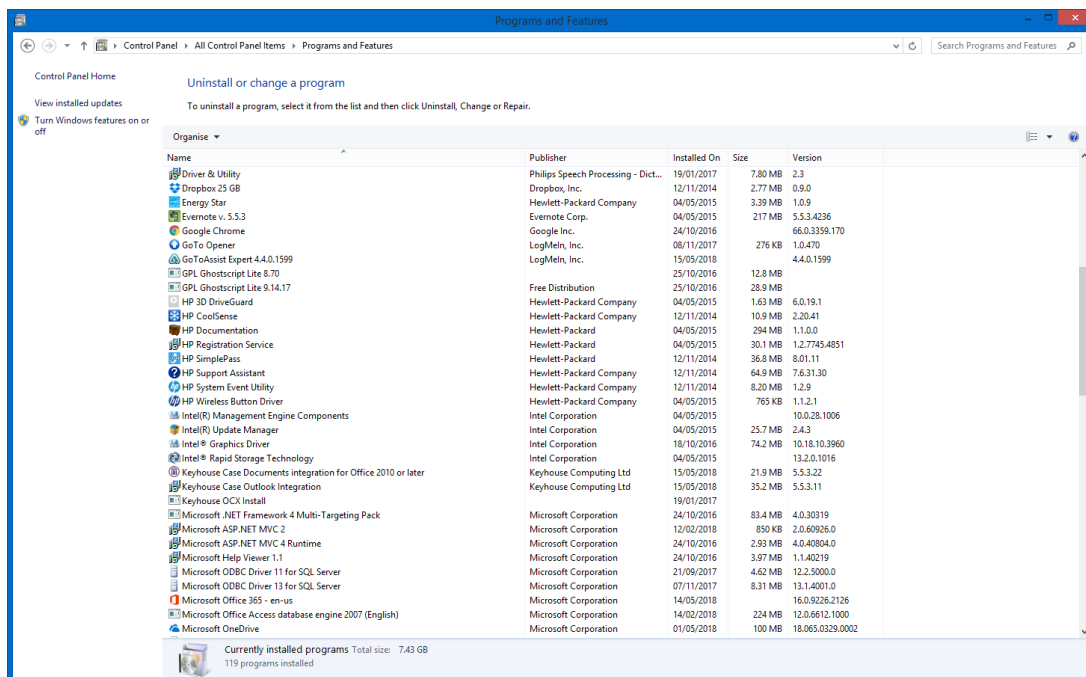 Programs and Features
Control Panel All Control Panel Items Programs and Features
Search Programs and Features
Control Panel Home
View installed updates
Turn Windows features on or
off
Uninstall or change a program
To uninstall a program, select it from the list and then click Uninstall, Change or Repair.
Organise
Name Publisher Installed On Size Version
Driver & Utility Philips Speech Processing - Dict... 19/01/2017 7.80 MB 2.3
Dropbox 25 GB Dropbox, Inc. 12/11/2014 2.77 MB 0.9.0
Energy Star Hewlett-Packard Company 04/05/2015 3.39 MB 1.0.9
Evernote v. 5.5.3 Evernote Corp. 04/05/2015 217 MB 5.5.3.4236
Google Chrome Google Inc. 24/10/2016 66.0.3359.170
GoTo Opener LogMeIn, Inc. 08/11/2017 276 KB 1.0.470
GoToAssist Expert 4.4.0.1599 LogMeIn, Inc. 15/05/2018 4.4.0.1599
GPL Ghostscript Lite 8.70 25/10/2016 12.8 MB
GPL Ghostscript Lite 9.14.17 Free Distribution 25/10/2016 28.9 MB
HP 3D DriveGuard Hewlett-Packard Company 04/05/2015 1.63 MB 6.0.19.1
HP CoolSense Hewlett-Packard Company 12/11/2014 10.9 MB 2.20.41
HP Documentation Hewlett-Packard 04/05/2015 294 MB 1.1.0.0
HP Registration Service Hewlett-Packard 04/05/2015 30.1 MB 1.2.7745.4851
HP SimplePass Hewlett-Packard 12/11/2014 36.8 MB 8.01.11
HP Support Assistant Hewlett-Packard Company 12/11/2014 64.9 MB 7.6.31.30
HP System Event Utility Hewlett-Packard Company 12/11/2014 8.20 MB 1.2.9
HP Wireless Button Driver Hewlett-Packard Company 04/05/2015 765 KB 1.1.2.1
Intel(R) Management Engine Components Intel Corporation 04/05/2015 10.0.28.1006
Intel(R) Update Manager Intel Corporation 04/05/2015 25.7 MB 2.4.3
Intel® Graphics Driver Intel Corporation 18/10/2016 74.2 MB 10.18.10.3960
Intel® Rapid Storage Technology Intel Corporation 04/05/2015 13.2.0.1016
Keyhouse Case Documents integration for Office 2010 or later Keyhouse Computing Ltd 15/05/2018 21.9 MB 5.5.3.22
Keyhouse Case Outlook Integration Keyhouse Computing Ltd 15/05/2018 35.2 MB 5.5.3.11
Keyhouse OCX Install 19/01/2017
Microsoft .NET Framework 4 Multi-Targeting Pack Microsoft Corporation 24/10/2016 83.4 MB 4.0.30319
Microsoft ASP.NET MVC 2 Microsoft Corporation 12/02/2018 850 KB 2.0.60926.0
Microsoft ASP.NET MVC 4 Runtime Microsoft Corporation 24/10/2016 2.93 MB 4.0.40804.0
Microsoft Help Viewer 1.1 Microsoft Corporation 24/10/2016 3.97 MB 1.1.40219
Microsoft ODBC Driver 11 for SQL Server Microsoft Corporation 21/09/2017 4.62 MB 12.2.5000.0
Microsoft ODBC Driver 13 for SQL Server Microsoft Corporation 07/11/2017 8.31 MB 13.1.4001.0
Microsoft Office 365 - en-us Microsoft Corporation 14/05/2018 16.0.9226.2126
Microsoft Office Access database engine 2007 (English) Microsoft Corporation 14/02/2018 224 MB 12.0.6612.1000
Microsoft OneDrive Microsoft Corporation 01/05/2018 100 MB 18.065.0329.0002
Currently installed programs Total size: 7.43 GB
119 programs installed